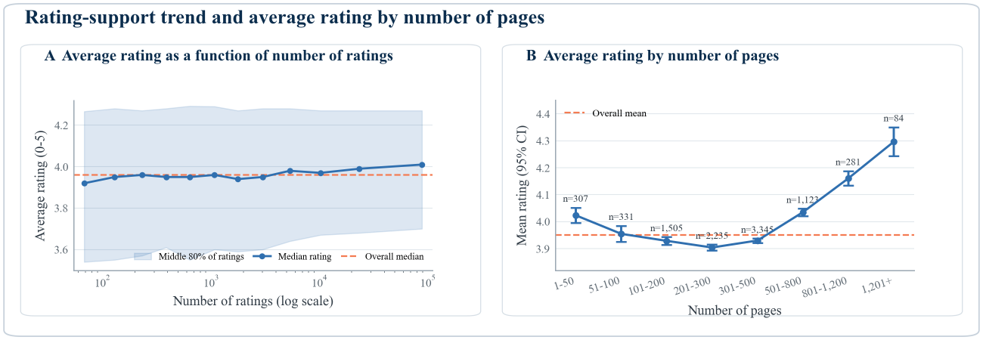 Rating-support trend and average rating by number of pages
A Average rating as a function of number of ratings
Average rating (0-5)
4.2
4.0
3.8
3.6
Middle 80% of ratings
Median rating
Overall median
10²
10³
10⁴
10⁵
Number of ratings (log scale)
B Average rating by number of pages
Mean rating (95% CI)
4.4
4.3
4.2
4.1
4.0
3.9
Overall mean
n=307
n=331
n=1,505
n=2,235
n=3,345
n=1,123
n=281
n=84
1-50
51-100
101-200
201-300
301-500
501-800
801-1,200
1,201+
Number of pages